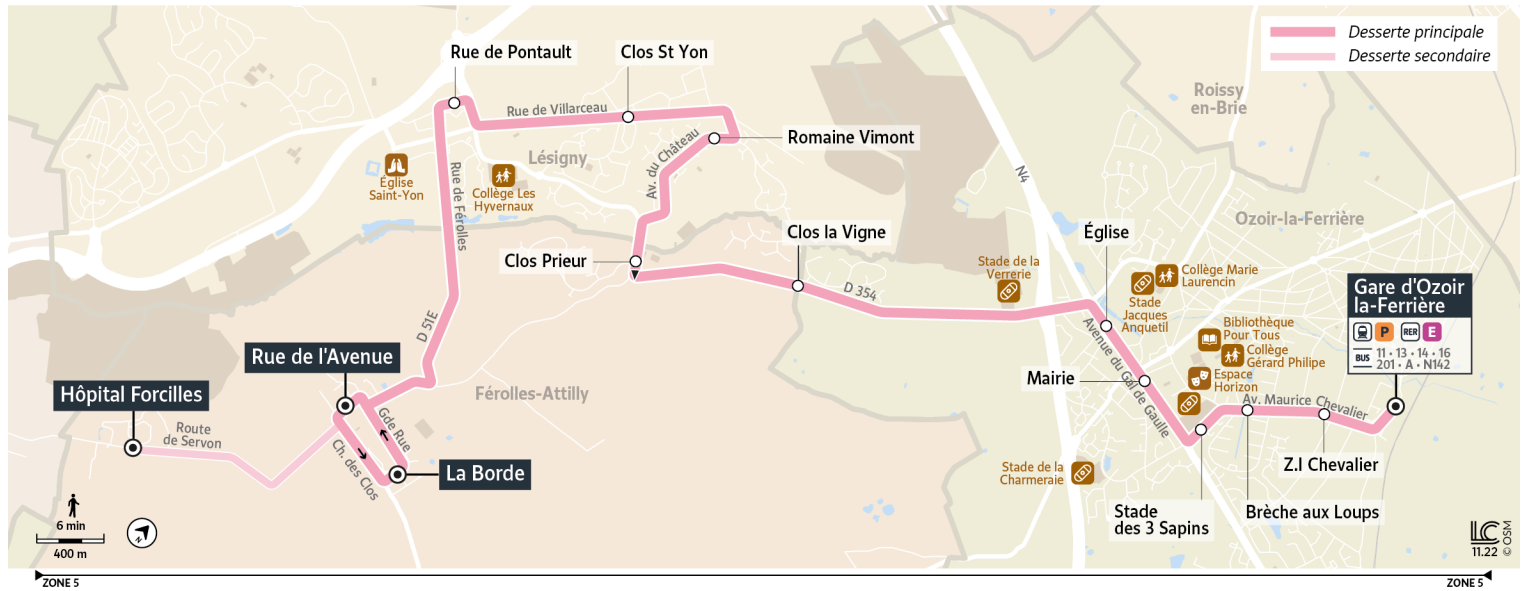 Desserte principale
Desserte secondaire
Rue de Pontault
Clos St Yon
Rue de Villarceau
Romaine Vimont
Roissy
en-Brie
Lésigny
Av. du Château
Église
Saint-Yon
Collège Les
Hyvernaux
Rue de Férolles
N4
Ozoir-la-Ferrière
Clos Prieur
Clos la Vigne
Église
D 354
Stade de la
Verrerie
Collège Marie
Laurencin
Stade
Jacques
Anquetil
Gare d'Ozoir
la-Ferrière
P
RER
E
BUS
11 • 13 • 14 • 16
201 • A • N142
Bibliothèque
Pour Tous
Collège
Gérard Philipe
Espace
Horizon
D 51E
Rue de l'Avenue
Hôpital Forcilles
Férolles-Attilly
Mairie
Avenue du Gal de Gaulle
Av. Maurice Chevalier
Route
de Servon
Gde Rue
Ch. des Clos
La Borde
Stade de la
Charmeraie
Z.I Chevalier
Stade
des 3 Sapins
Brèche aux Loups
6 min
400 m
N
LC
11.22
© OSM
ZONE 5
ZONE 5